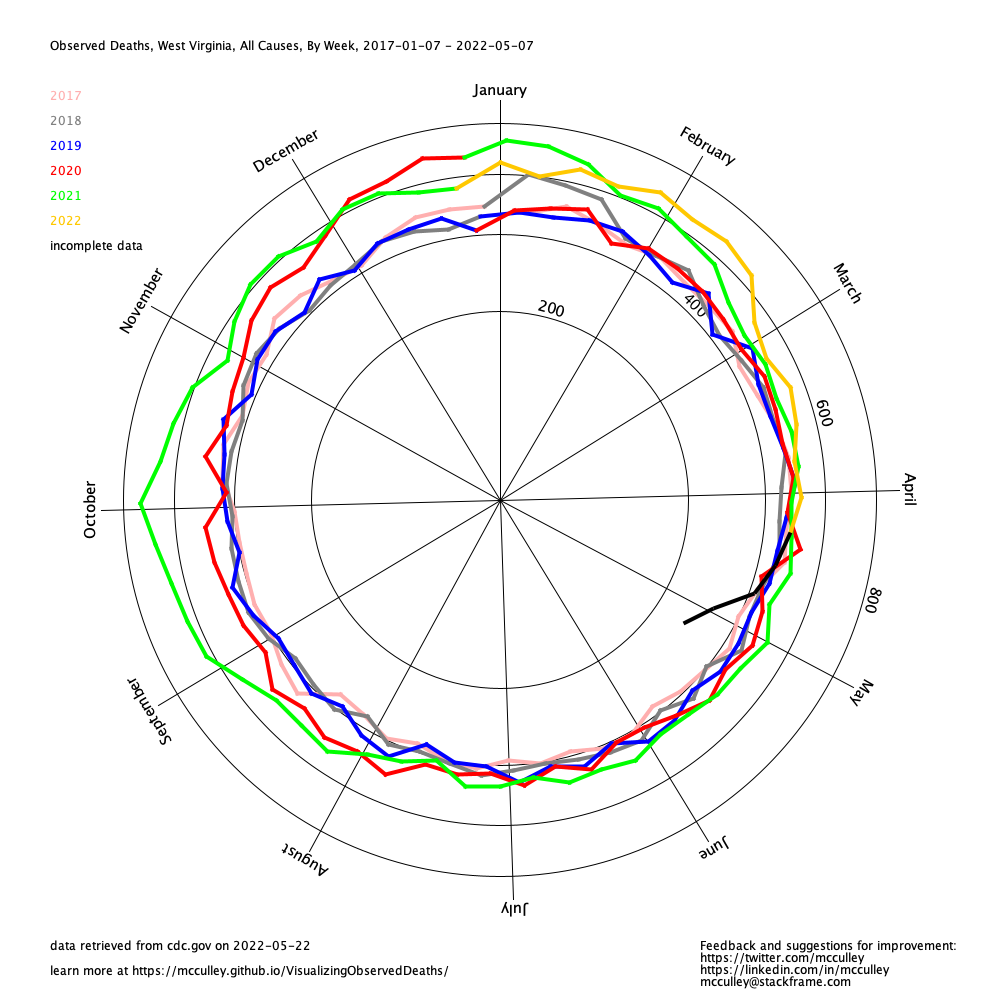 Observed Deaths, West Virginia, All Causes, By Week, 2017-01-07 - 2022-05-07
January
2017
2018
2019
2020
2021
2022
incomplete data
December
February
November
March
200
400
600
October
April
800
September
May
August
June
July
data retrieved from cdc.gov on 2022-05-22
learn more at https://mcculley.github.io/VisualizingObservedDeaths/
Feedback and suggestions for improvement:
https://twitter.com/mcculley
https://linkedin.com/in/mcculley
mcculley@stackframe.com